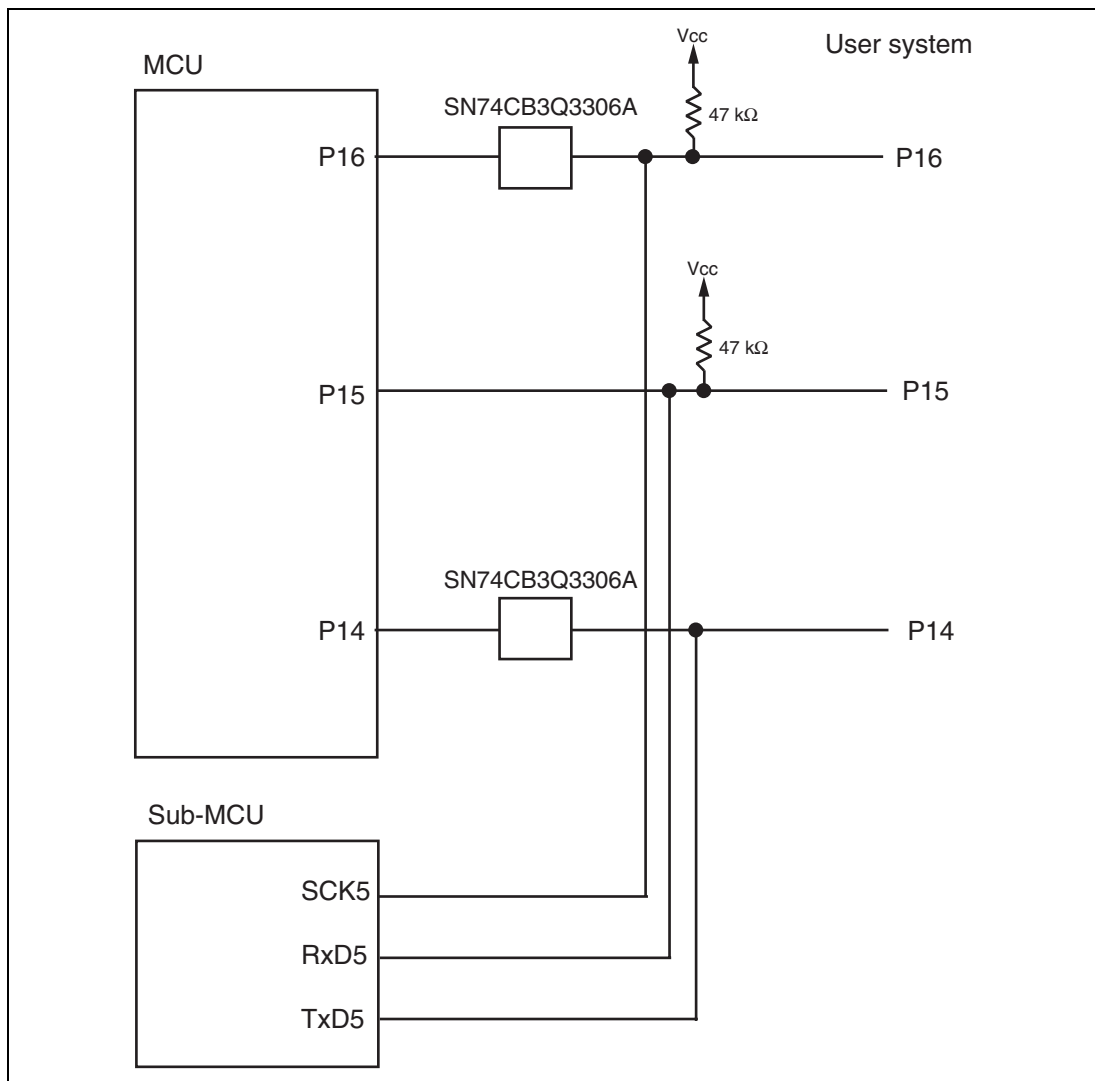 Vcc
User system
MCU
SN74CB3Q3306A
47 kΩ
P16
P16
Vcc
47 kΩ
P15
P15
SN74CB3Q3306A
P14
P14
Sub-MCU
SCK5
RxD5
TxD5